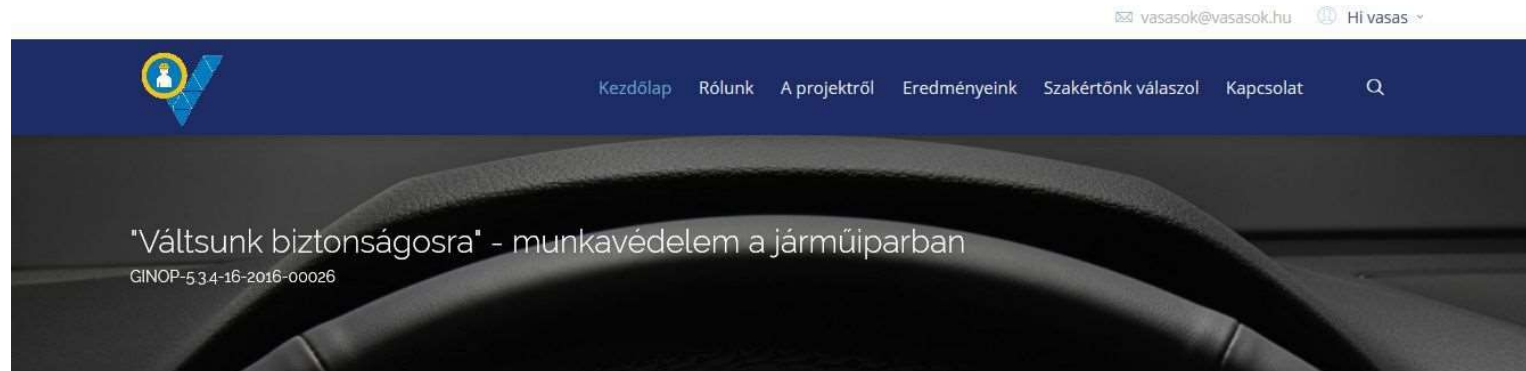 vasasok@vasasok.hu Hi vasas
Kezdőlap Rólunk A projektről Eredményeink Szakértőnk válaszol Kapcsolat
"Váltsunk biztonságosra" - munkavédelem a járműiparban
GINOP-5.3.4-16-2016-00026